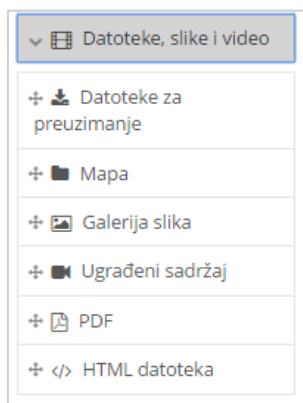 Datoteke, slike i video
Datoteke za
preuzimanje
Mapa
Galerija slika
Ugrađeni sadržaj
PDF
HTML datoteka